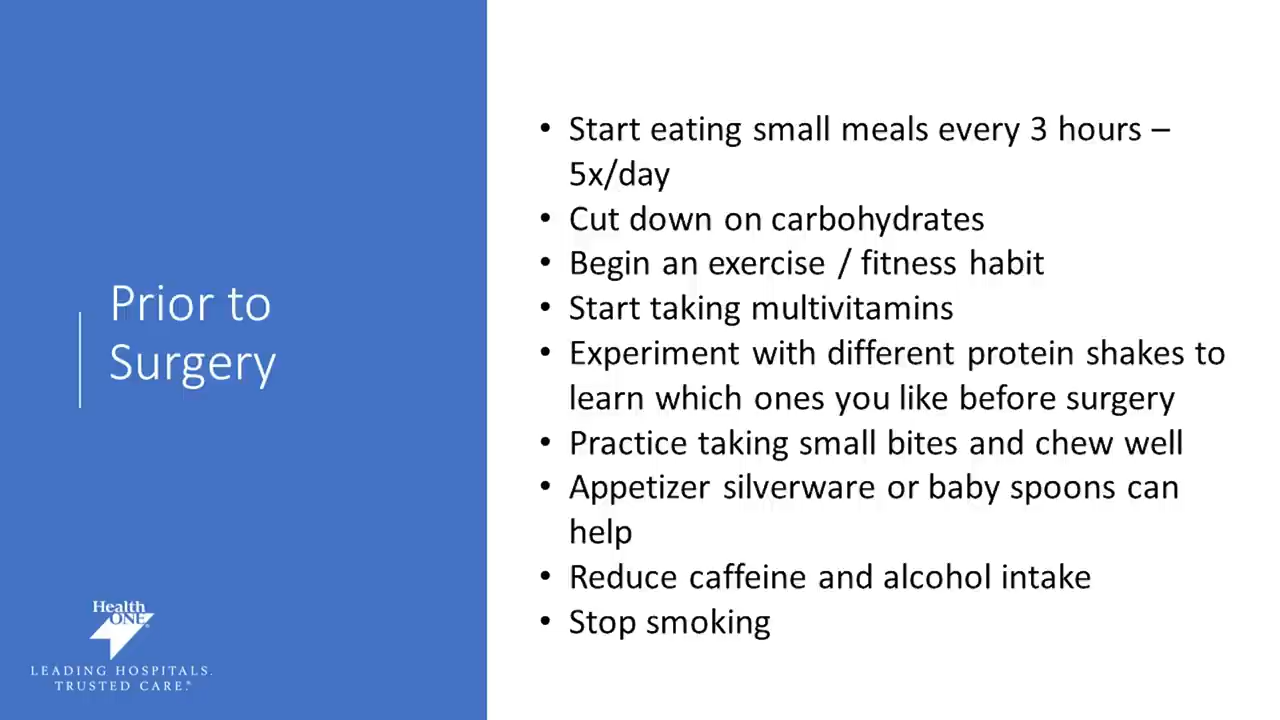 Prior to
Surgery
• Start eating small meals every 3 hours –
5x/day
• Cut down on carbohydrates
• Begin an exercise / fitness habit
• Start taking multivitamins
• Experiment with different protein shakes to
learn which ones you like before surgery
• Practice taking small bites and chew well
• Appetizer silverware or baby spoons can
help
• Reduce caffeine and alcohol intake
• Stop smoking
Health
ONE®
LEADING HOSPITALS.
TRUSTED CARE.®